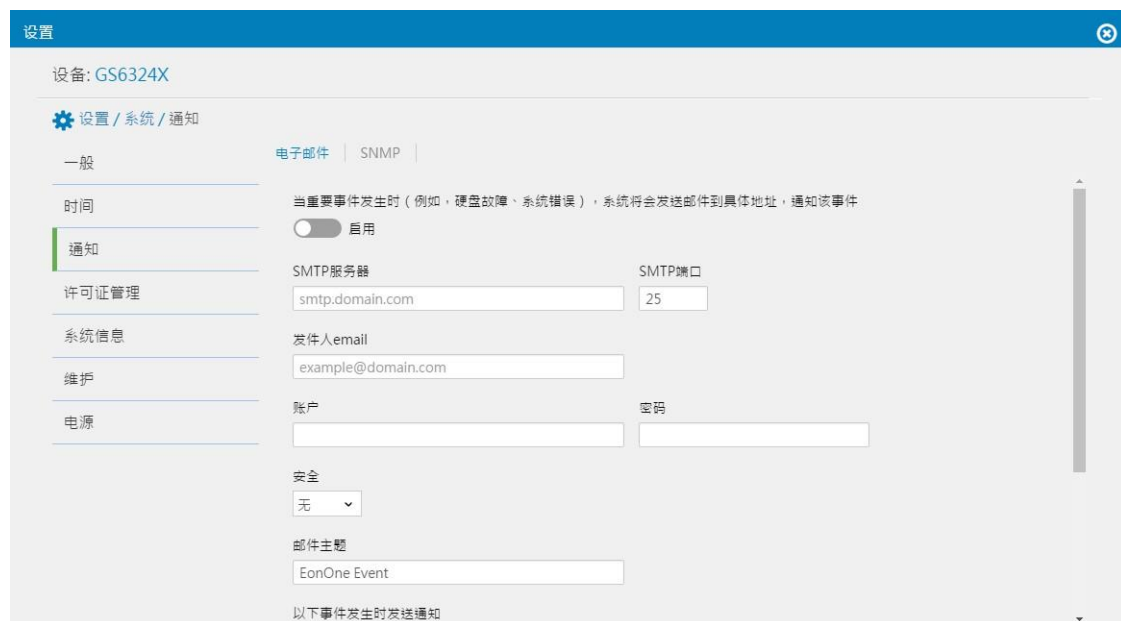 设置
设备: GS6324X
设置 / 系统 / 通知
一般
时间
通知
许可证管理
系统信息
维护
电源
电子邮件 SNMP
当重要事件发生时（例如，硬盘故障、系统错误），系统将会发送邮件到具体地址，通知该事件
启用
SMTP服务器 SMTP端口
smtp.domain.com 25
发件人email
example@domain.com
账户 密码
安全
无
邮件主题
EonOne Event
以下事件发生时发送通知